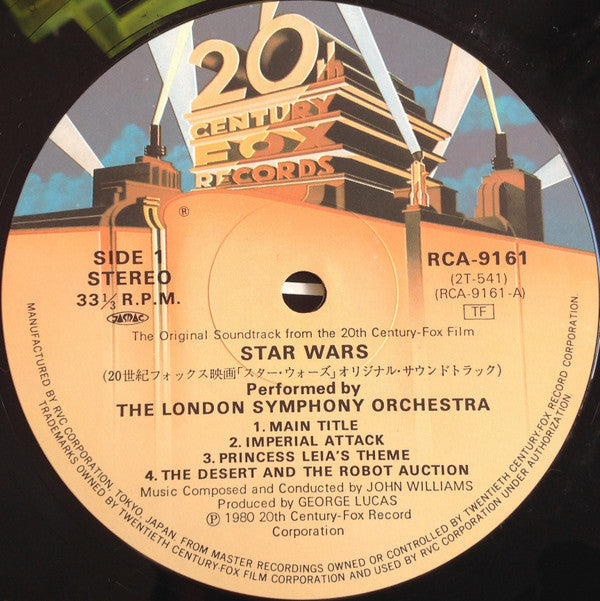 20th
CENTURY
FOX
RECORDS
®
SIDE 1
STEREO
33⅓ R.P.M.
JASRAC
RCA-9161
(2T-541)
(RCA-9161-A)
TF
The Original Soundtrack from the 20th Century-Fox Film
STAR WARS
(20世紀フォックス映画「スター・ウォーズ」オリジナル・サウンドトラック)
Performed by
THE LONDON SYMPHONY ORCHESTRA
1. MAIN TITLE
2. IMPERIAL ATTACK
3. PRINCESS LEIA'S THEME
4. THE DESERT AND THE ROBOT AUCTION
Music Composed and Conducted by JOHN WILLIAMS
Produced by GEORGE LUCAS
Ⓟ 1980 20th Century-Fox Record
Corporation
MANUFACTURED BY RVC CORPORATION, TOKYO, JAPAN, FROM MASTER RECORDINGS OWNED OR CONTROLLED BY TWENTIETH CENTURY-FOX RECORD CORPORATION.
TRADEMARKS OWNED BY TWENTIETH CENTURY-FOX FILM CORPORATION AND USED BY RVC CORPORATION UNDER AUTHORIZATION.